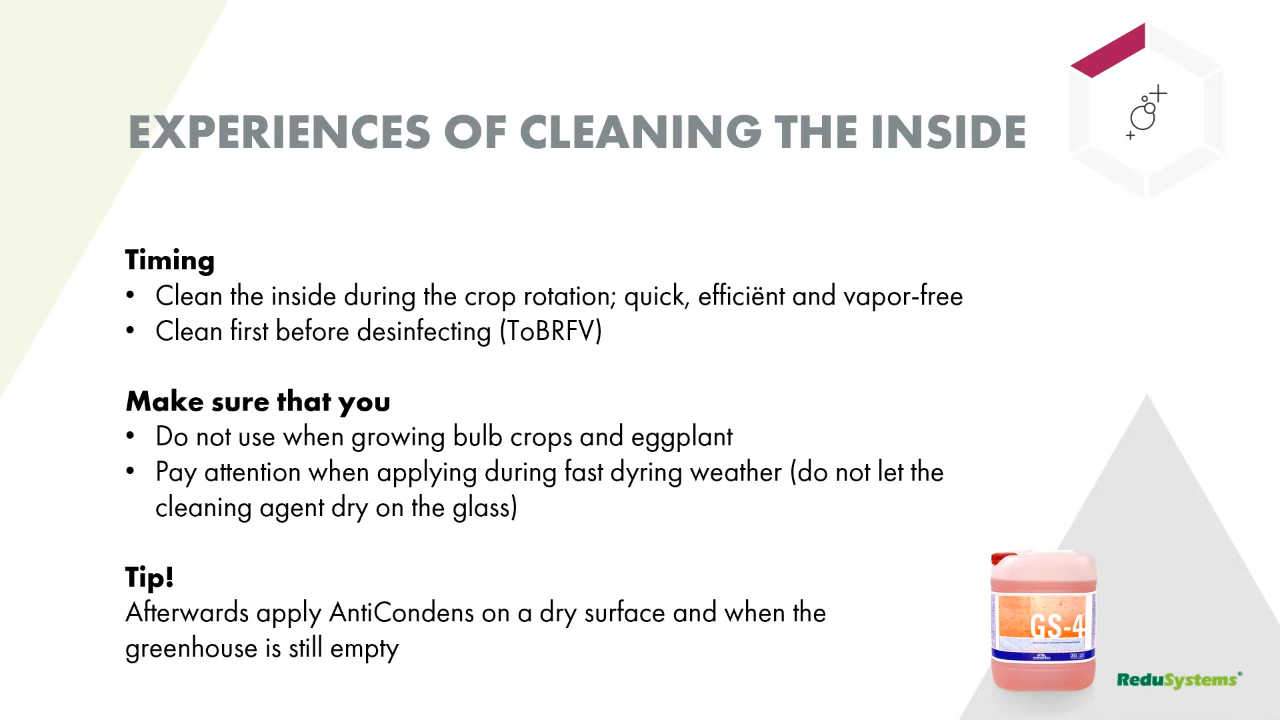 EXPERIENCES OF CLEANING THE INSIDE
Timing
• Clean the inside during the crop rotation; quick, efficiënt and vapor-free
• Clean first before desinfecting (ToBRFV)
Make sure that you
• Do not use when growing bulb crops and eggplant
• Pay attention when applying during fast dyring weather (do not let the
cleaning agent dry on the glass)
Tip!
Afterwards apply AntiCondens on a dry surface and when the
greenhouse is still empty
GS-4
ReduSystems®